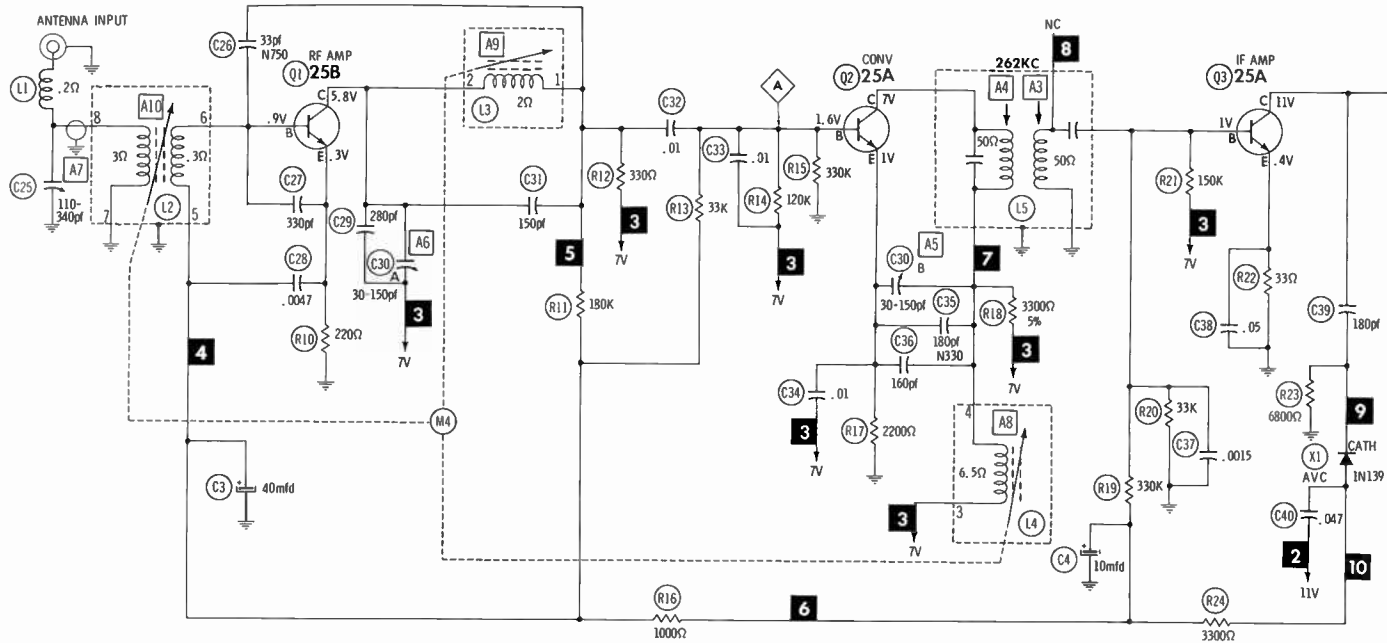 ANTENNA INPUT
L1
.2Ω
A10
8
6
3Ω
.3Ω
A7
C25
110-
340pf
7
5
L2
C26
33pf
N750
RF AMP
Q1 25B
C
5.8V
.9V
B
E
.3V
C27
330pf
C28
.0047
R10
220Ω
4
C3
40mfd
C29
280pf
C30
A
A6
30-150pf
3
7V
A9
2
1
2Ω
L3
C31
150pf
5
R11
180K
M4
R12
330Ω
3
7V
C32
.01
R13
33K
C33
.01
A
R14
120K
3
7V
R15
330K
CONV
Q2 25A
C
7V
1.6V
B
E
1V
NC
8
262KC
A4
A3
50Ω
50Ω
L5
7
C30
B
A5
30-150pf
C35
180pf
N330
C36
160pf
R18
3300Ω
5%
3
7V
C34
.01
3
7V
R17
2200Ω
4
A8
6.5Ω
3
L4
3
7V
IF AMP
Q3 25A
C
11V
1V
B
E
.4V
R21
150K
3
7V
R22
33Ω
C38
.05
C39
180pf
R23
6800Ω
9
X1
CATH
AVC
1N139
R20
33K
C37
.0015
R19
330K
C4
10mfd
C40
.047
2
11V
10
R16
1000Ω
6
R24
3300Ω